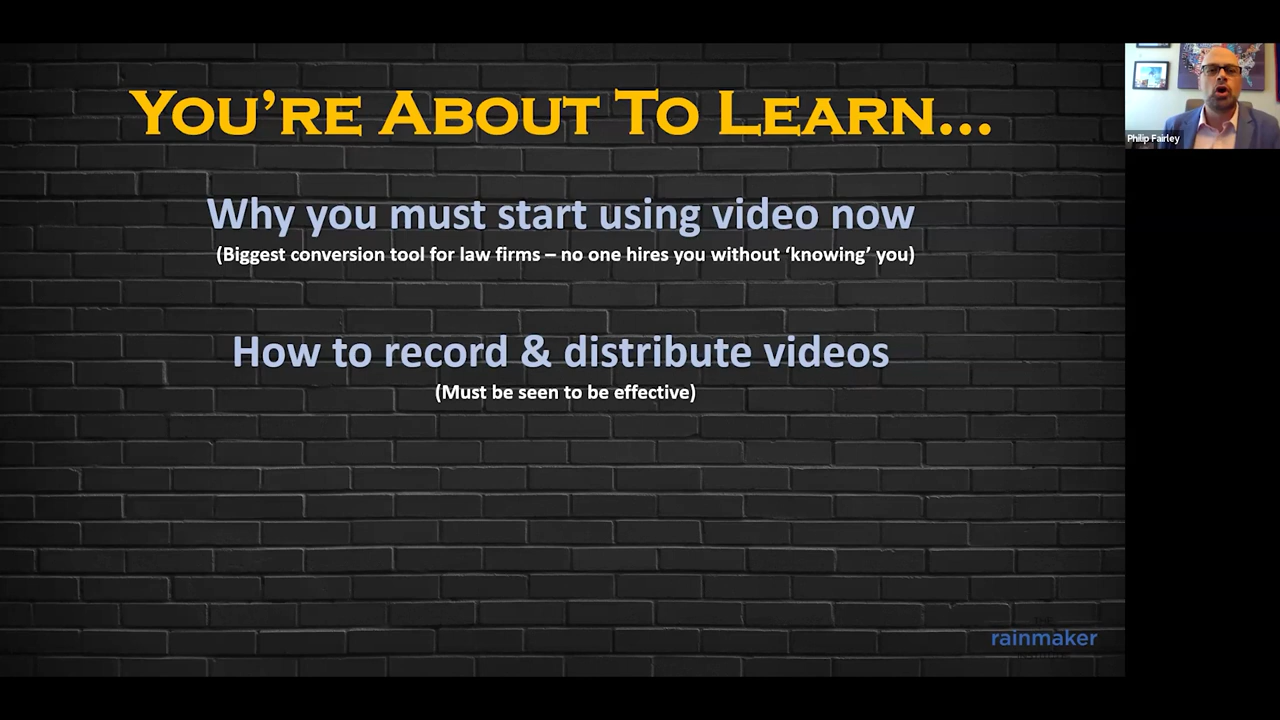 YOU'RE ABOUT TO LEARN...
Why you must start using video now
(Biggest conversion tool for law firms – no one hires you without ‘knowing’ you)
How to record & distribute videos
(Must be seen to be effective)
rainmaker
Philip Fairley